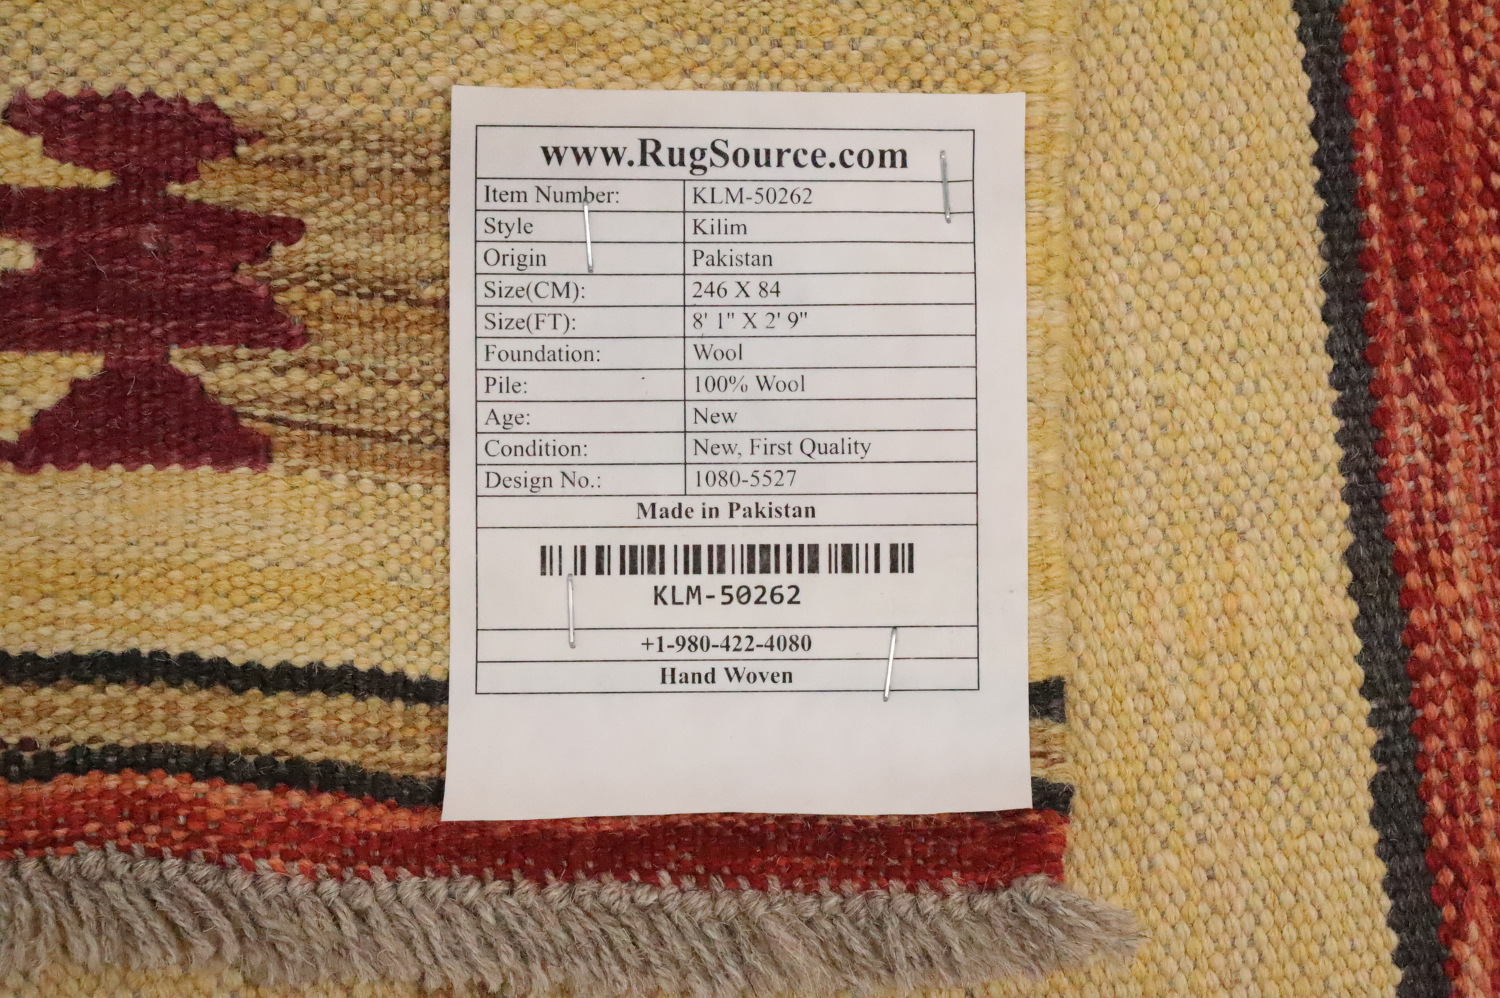 www.RugSource.com
Item Number: KLM-50262
Style Kilim
Origin Pakistan
Size(CM): 246 X 84
Size(FT): 8' 1" X 2' 9"
Foundation: Wool
Pile: 100% Wool
Age: New
Condition: New, First Quality
Design No.: 1080-5527
Made in Pakistan
KLM-50262
+1-980-422-4080
Hand Woven